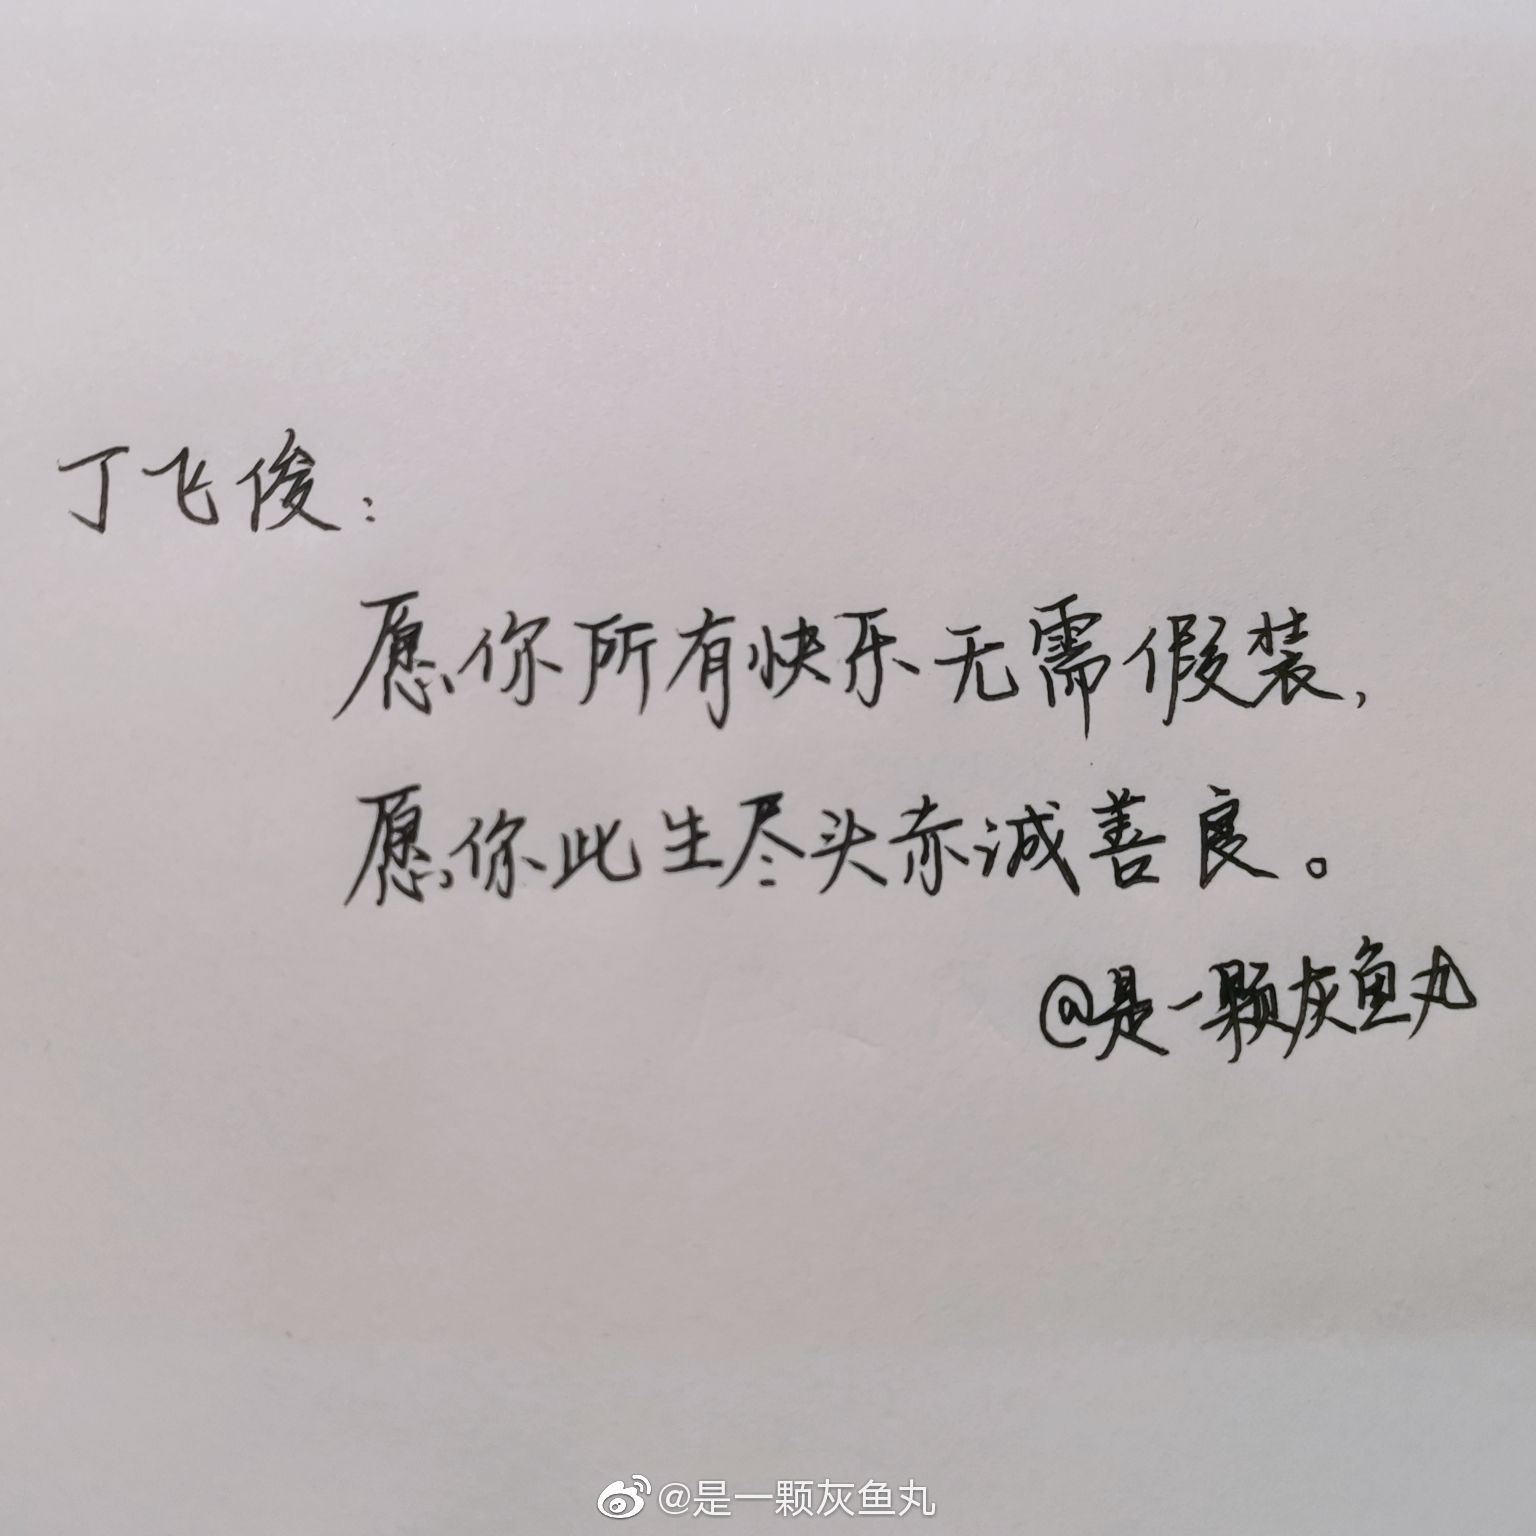 丁飞俊：
愿你所有快乐无需假装，
愿你此生尽头赤诚善良。
@是一颗灰鱼丸
@是一颗灰鱼丸